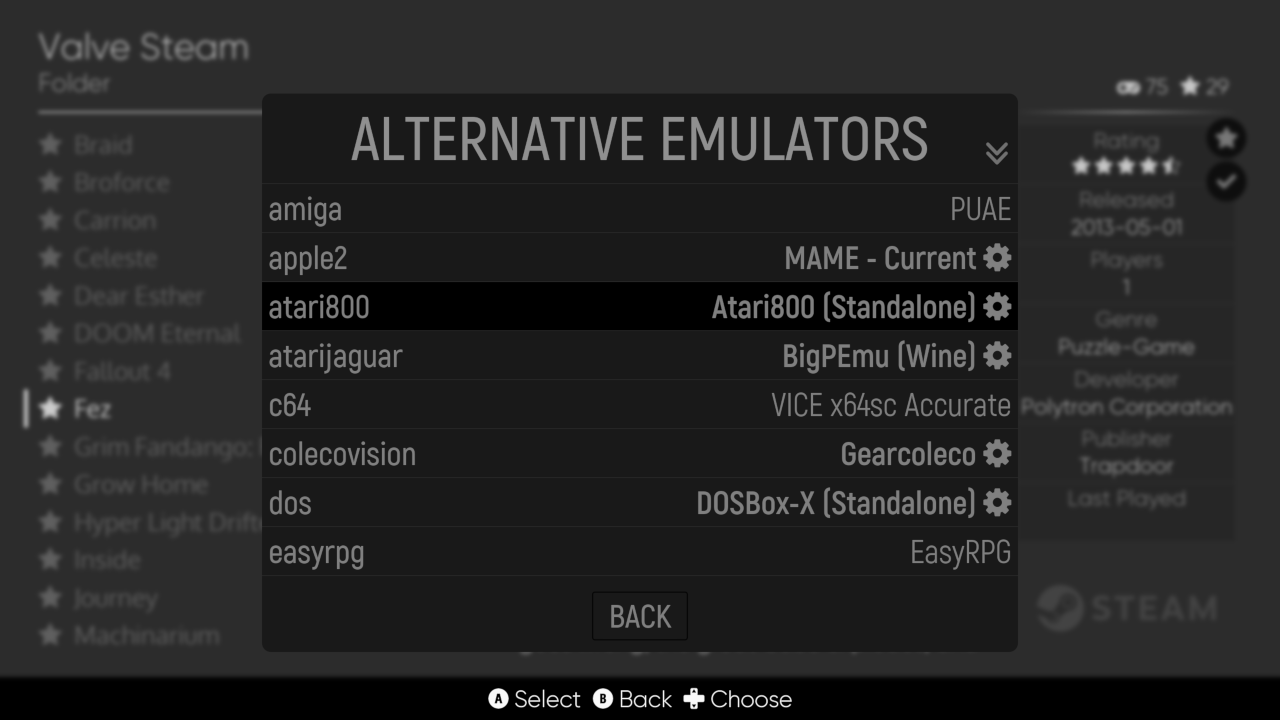 Valve Steam
Folder
75 29
ALTERNATIVE EMULATORS
amiga PUAE
apple2 MAME - Current
atari800 Atari800 (Standalone)
atarijaguar BigPEmu (Wine)
c64 VICE x64sc Accurate
colecovision Gearcoleco
dos DOSBox-X (Standalone)
easyrpg EasyRPG
BACK
Braid
Broforce
Carrion
Celeste
Dear Esther
DOOM Eternal
Fallout 4
Fez
Grim Fandango:
Grow Home
Hyper Light Drift
Inside
Journey
Machinarium
Rating
Released
2013-05-01
Players
1
Genre
Puzzle-Game
Developer
Polytron Corporation
Publisher
Trapdoor
Last Played
STEAM
A Select B Back Choose